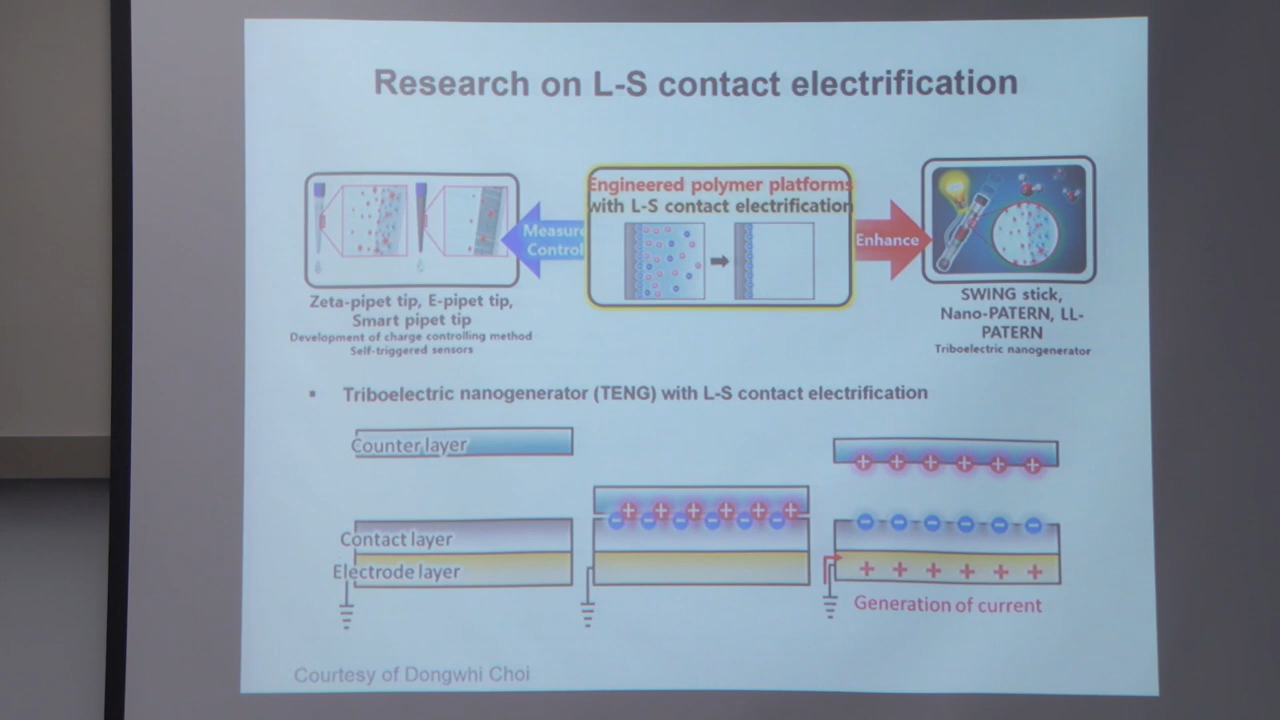 Research on L-S contact electrification
Engineered polymer platforms
with L-S contact electrification
Measure
Control
Enhance
Zeta-pipet tip, E-pipet tip,
Smart pipet tip
Development of charge controlling method
Self-triggered sensors
SWING stick,
Nano-PATERN, LL-
PATERN
Triboelectric nanogenerator
▪ Triboelectric nanogenerator (TENG) with L-S contact electrification
Counter layer
Contact layer
Electrode layer
Generation of current
Courtesy of Dongwhi Choi